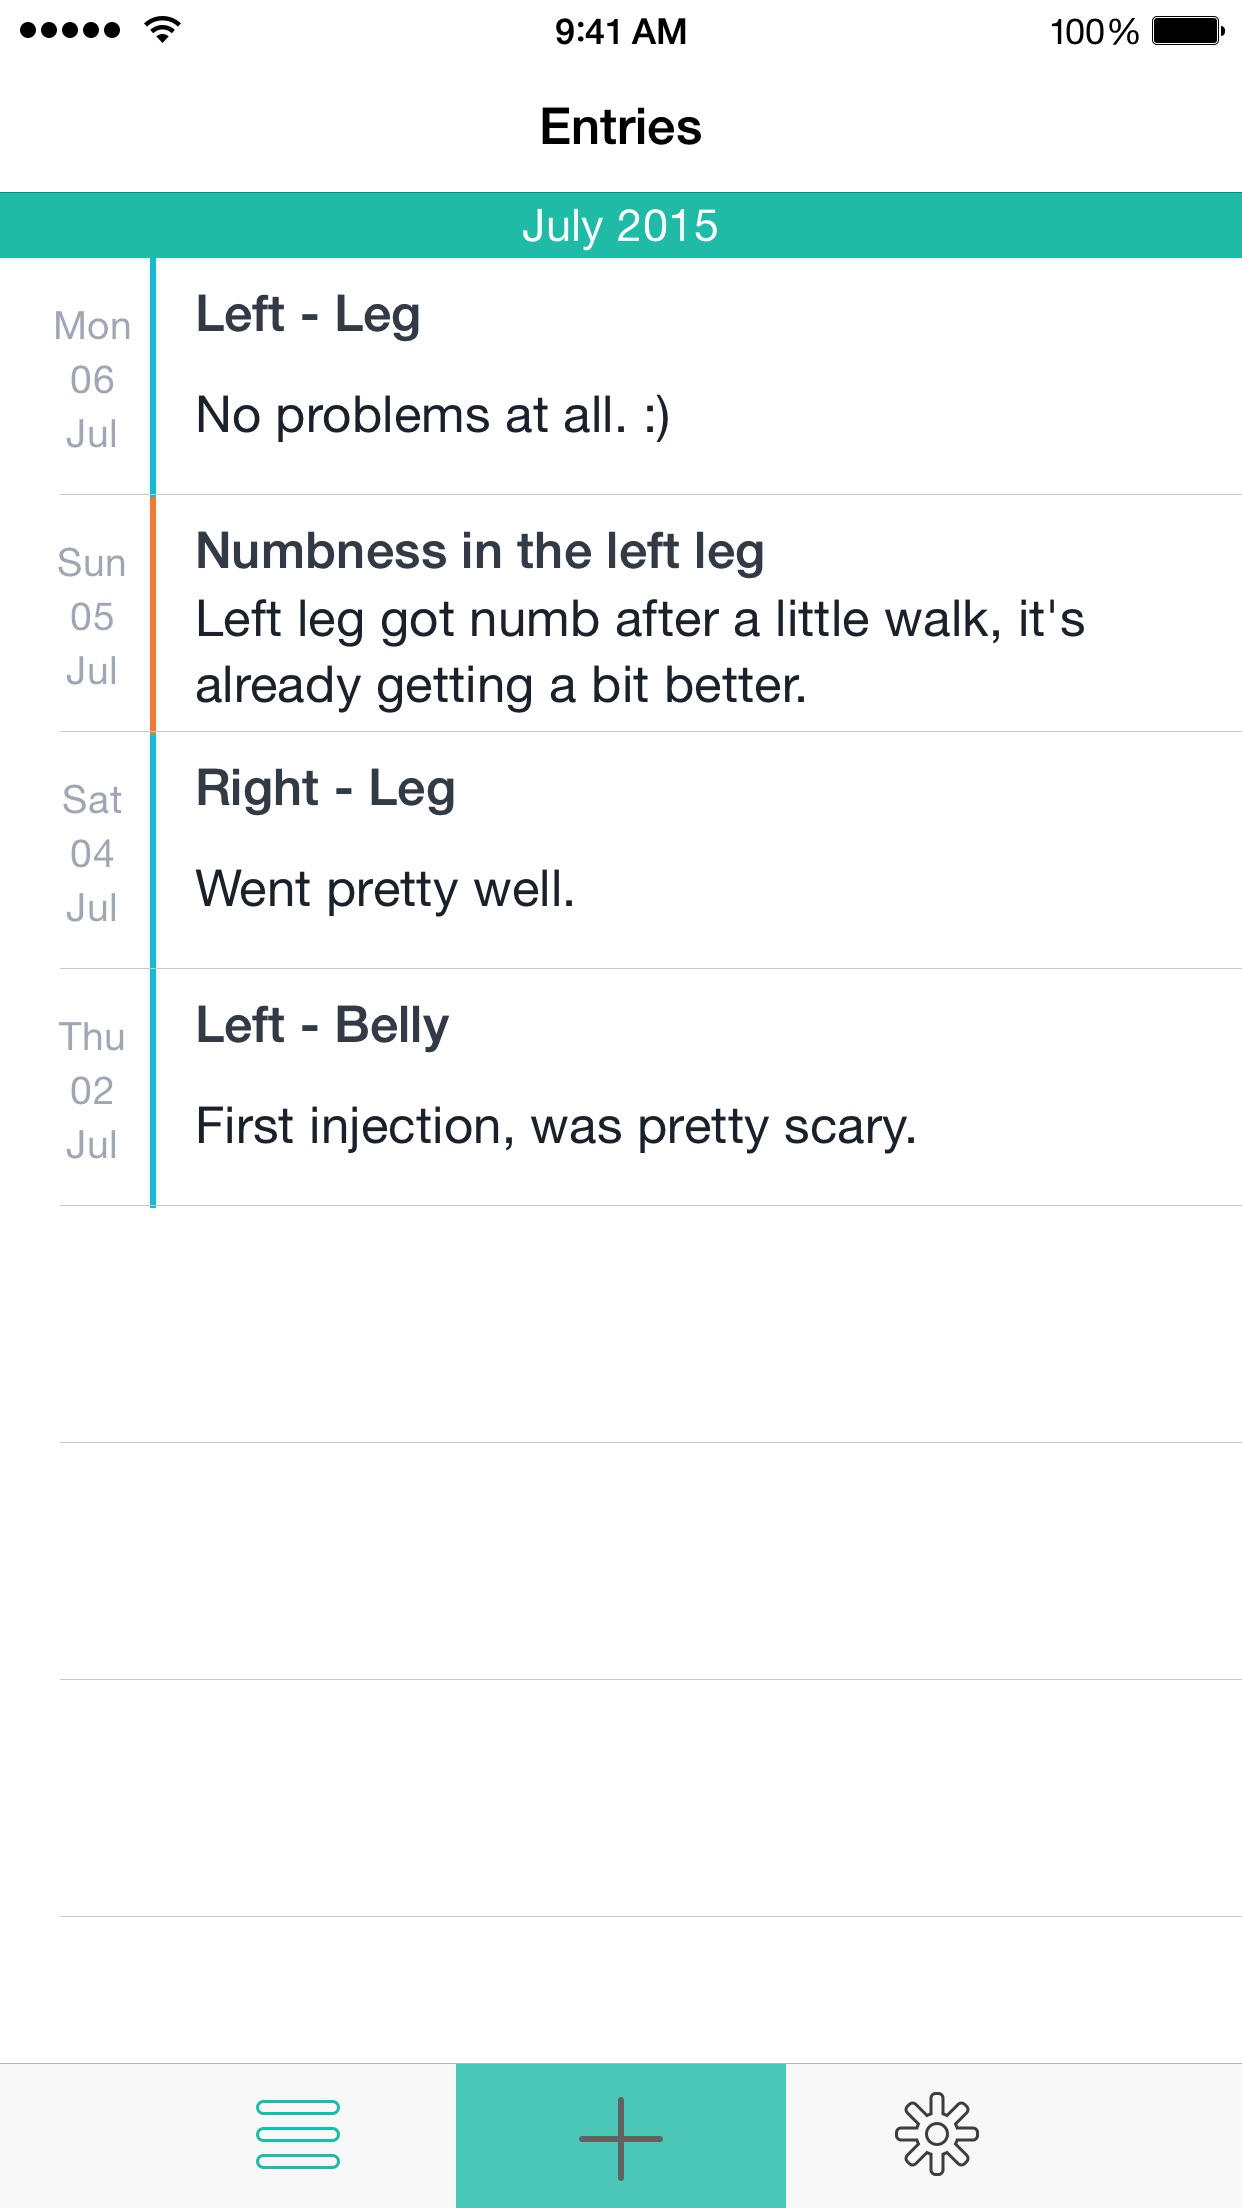 9:41 AM
100%
Entries
July 2015
Mon
06
Jul
Left - Leg
No problems at all. :)
Sun
05
Jul
Numbness in the left leg
Left leg got numb after a little walk, it's
already getting a bit better.
Sat
04
Jul
Right - Leg
Went pretty well.
Thu
02
Jul
Left - Belly
First injection, was pretty scary.